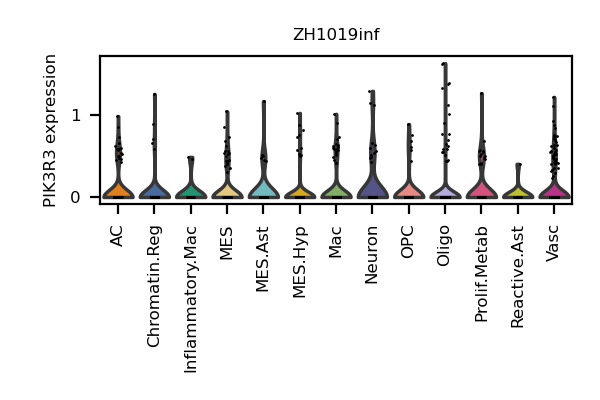 ZH1019inf
PIK3R3 expression
1
0
AC
Chromatin.Reg
Inflammatory.Mac
MES
MES.Ast
MES.Hyp
Mac
Neuron
OPC
Oligo
Prolif.Metab
Reactive.Ast
Vasc